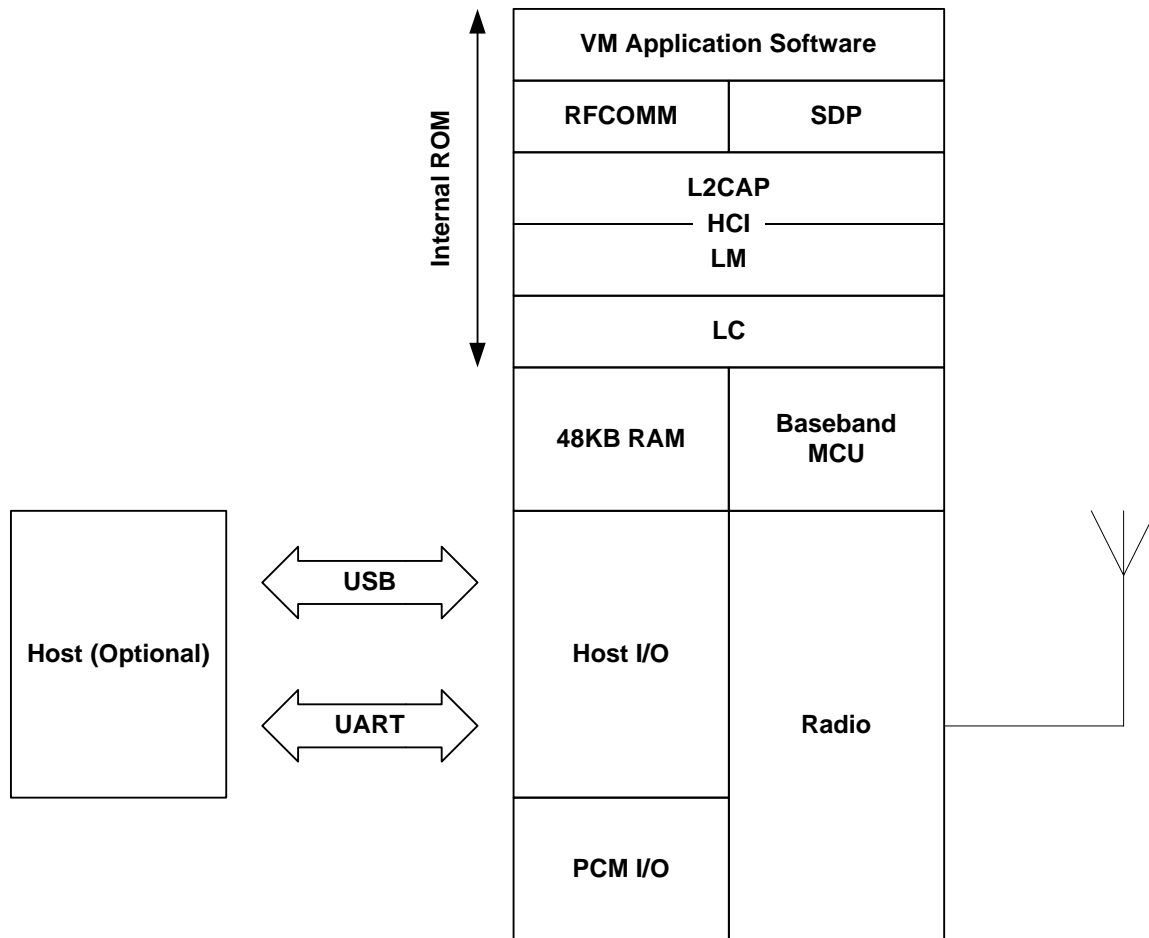 VM Application Software
Internal ROM
RFCOMM
SDP
L2CAP
HCI
LM
LC
48KB RAM
Baseband
MCU
USB
Host (Optional)
Host I/O
UART
Radio
PCM I/O